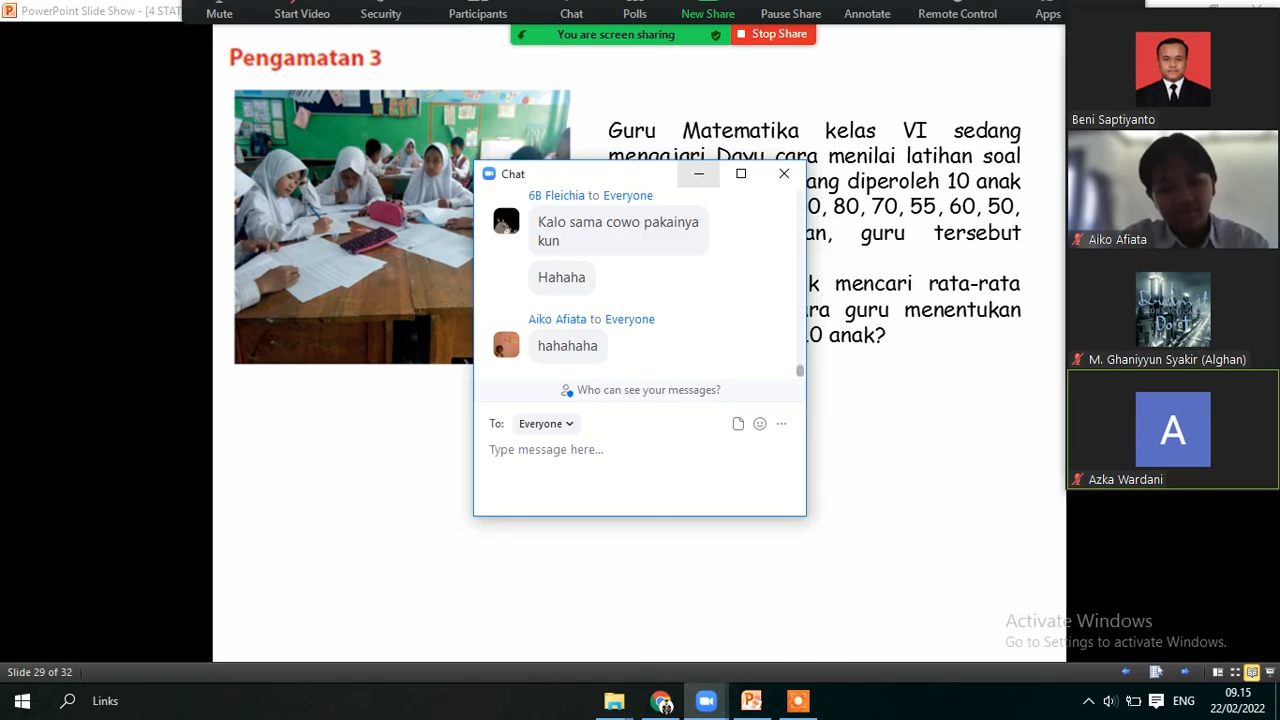 PowerPoint Slide Show - [4 STAT
Mute
Start Video
Security
Participants
Chat
Polls
New Share
Pause Share
Annotate
Remote Control
Apps
You are screen sharing
Stop Share
Pengamatan 3
Guru Matematika kelas VI sedang
mengajari Dayu cara menilai latihan soal
ang diperoleh 10 anak
0, 80, 70, 55, 60, 50,
an, guru tersebut
k mencari rata-rata
ara guru menentukan
10 anak?
Chat
6B Fleichia to Everyone
Kalo sama cowo pakainya
kun
Hahaha
Aiko Afiata to Everyone
hahahaha
Who can see your messages?
To: Everyone
Type message here...
Beni Saptiyanto
Aiko Afiata
M. Ghaniyyun Syakir (Alghan)
A
Azka Wardani
Activate Windows
Go to Settings to activate Windows.
Slide 29 of 32
Links
ENG
09.15
22/02/2022